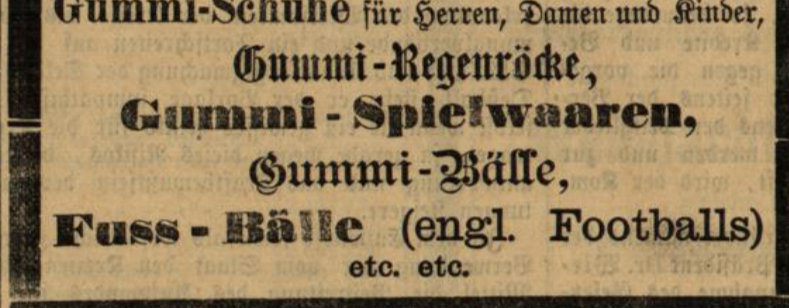 Gummi-Schuhe für Herren, Damen und Kinder,
Gummi-Regenröcke,
Gummi-Spielwaaren,
Gummi-Bälle,
Fuss-Bälle (engl. Footballs)
etc. etc.